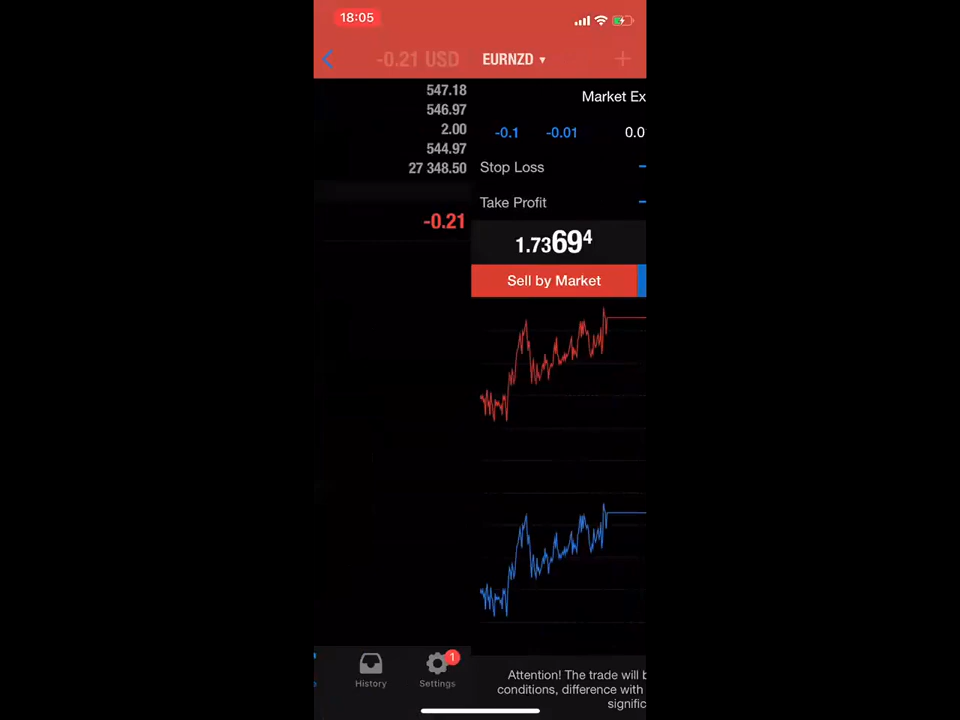 18:05
-0.21 USD
EURNZD ▾ +
547.18
546.97
2.00
544.97
27 348.50
-0.21
Market Ex
-0.1 -0.01 0.0
Stop Loss
Take Profit
1.73694
Sell by Market
History
Settings
1
Attention! The trade will b
conditions, difference with
signific